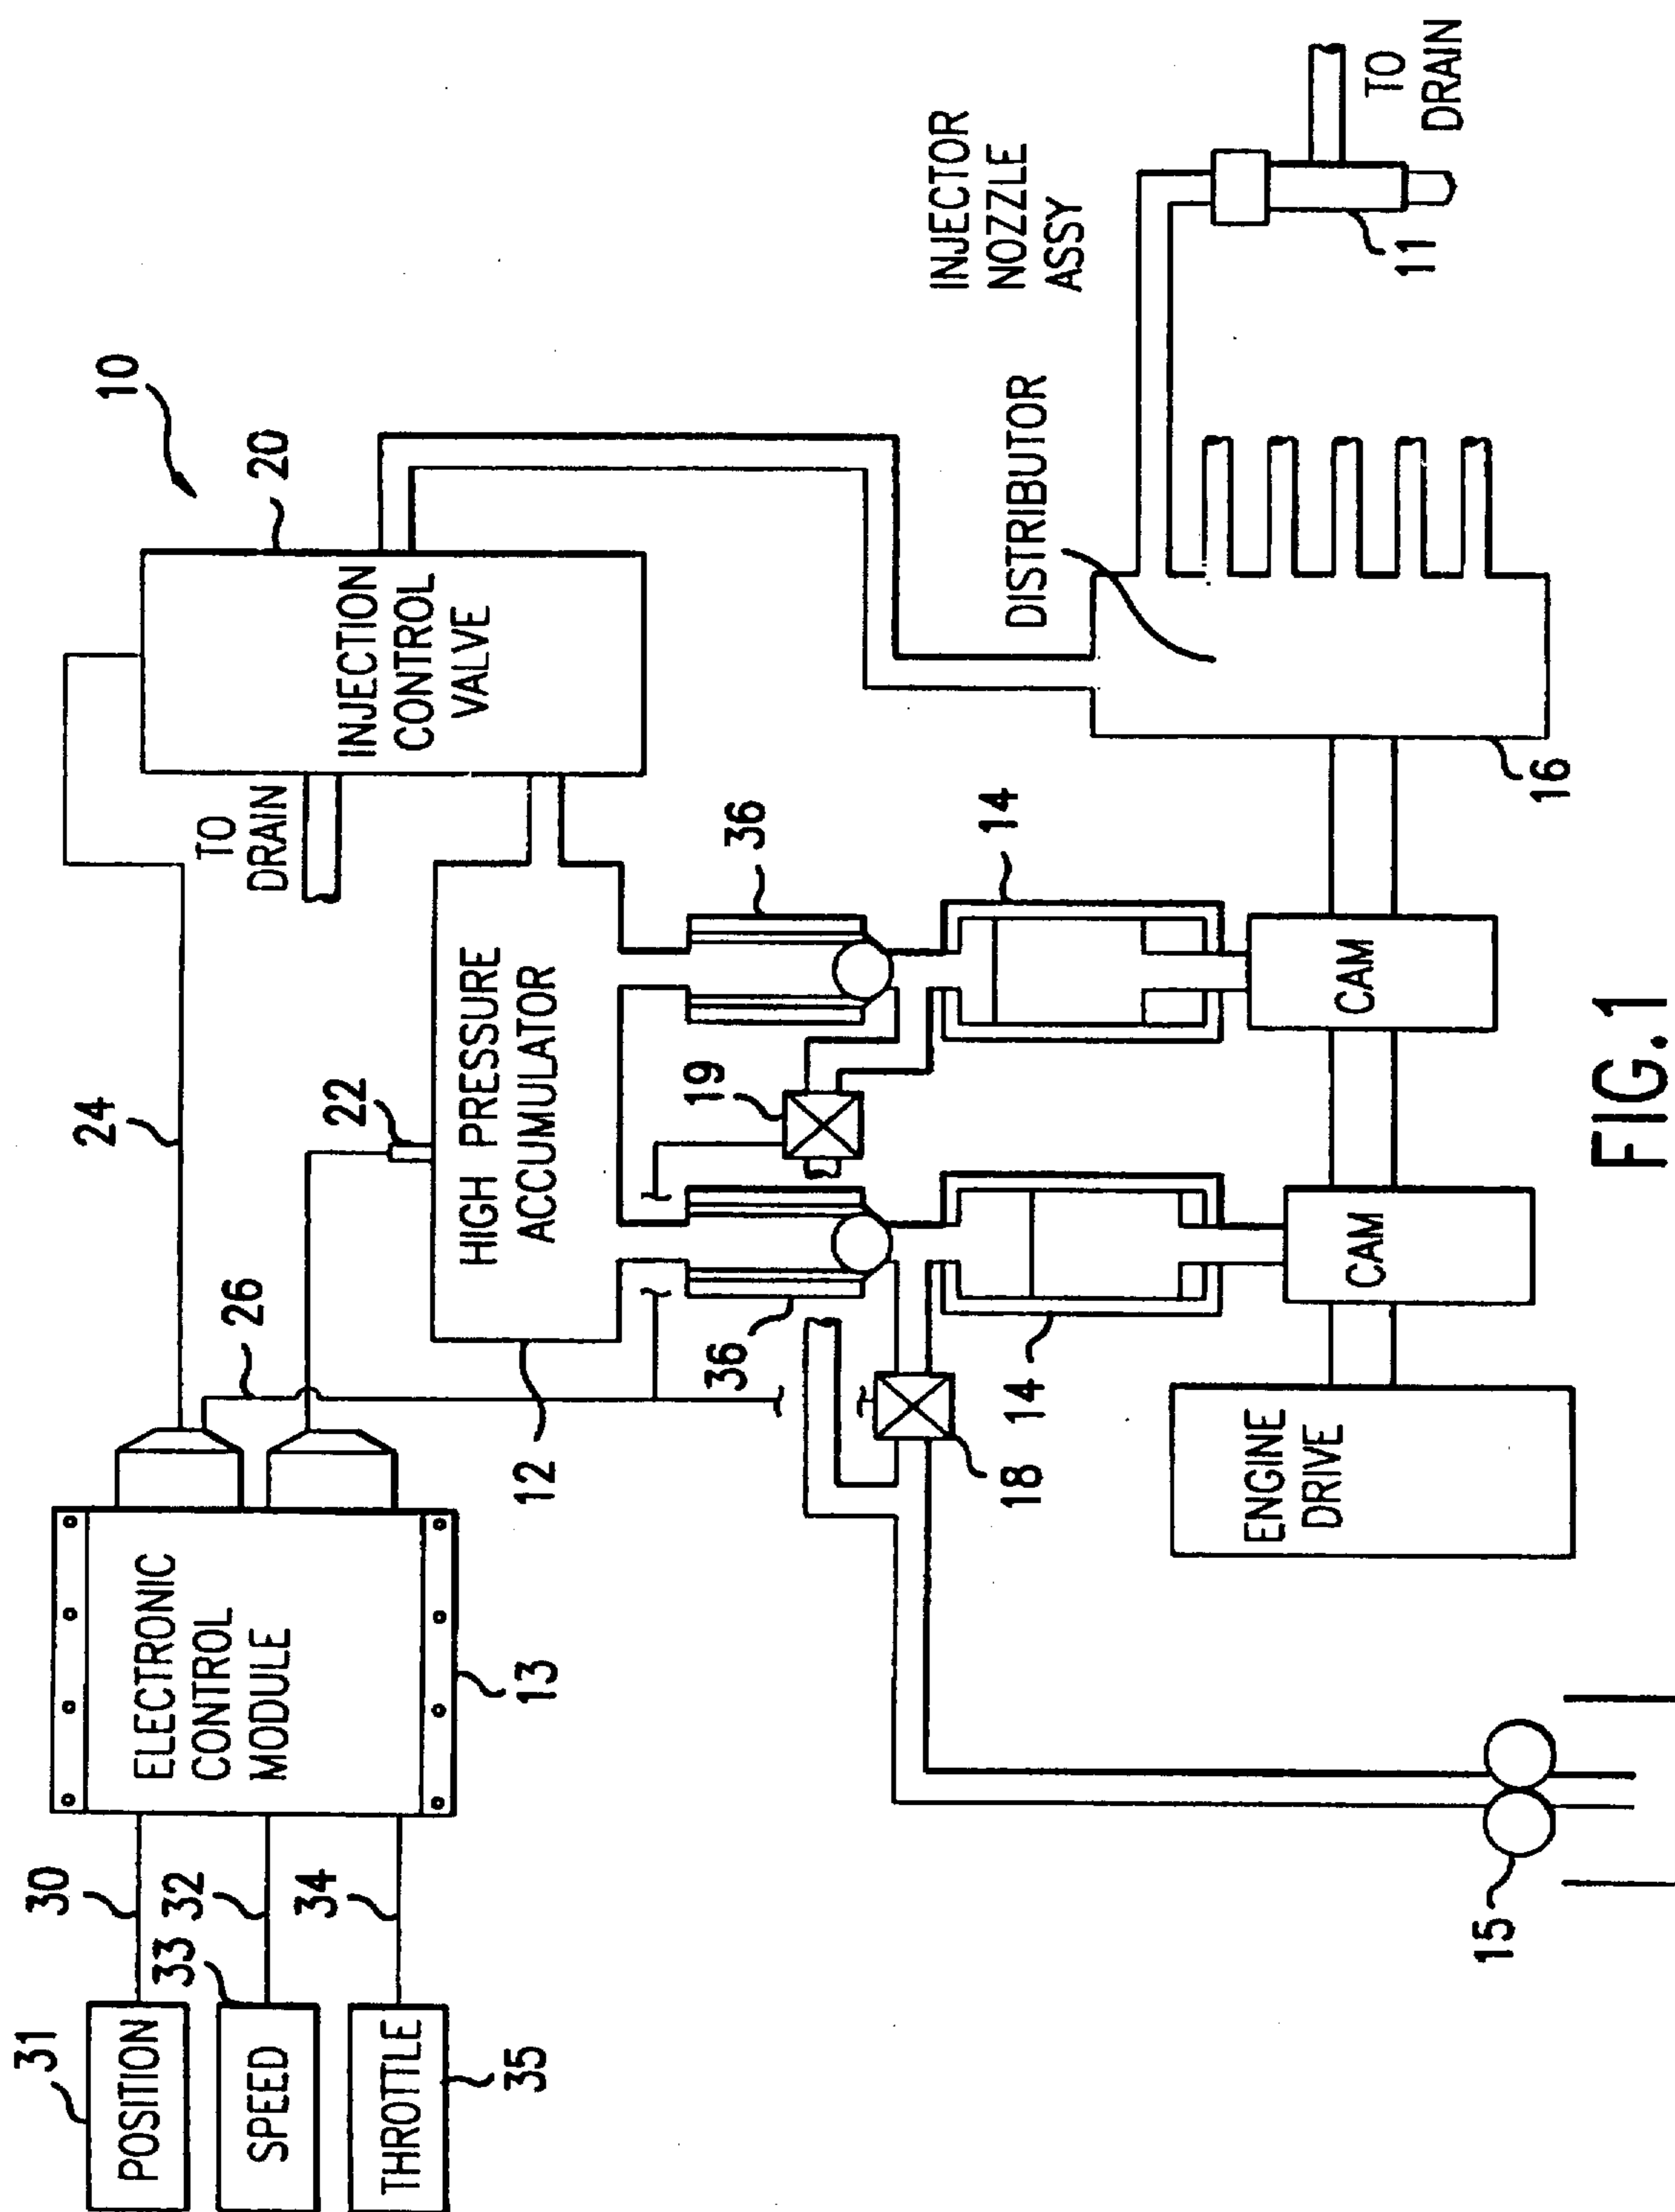 10
24
20
INJECTION
CONTROL
VALVE
TO
DRAIN
26
22
HIGH PRESSURE
ACCUMULATOR
12
ELECTRONIC
CONTROL
MODULE
13
30
32
34
31
POSITION
33
SPEED
THROTTLE
35
36
36
19
18
14
14
CAM
CAM
ENGINE
DRIVE
15
DISTRIBUTOR
16
INJECTOR
NOZZLE
ASSY
11
TO
DRAIN
FIG.1